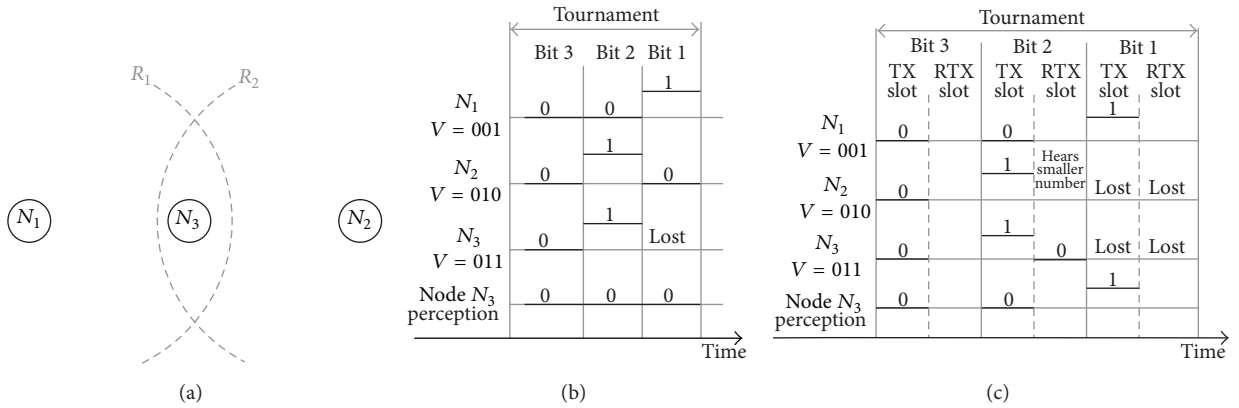 R₁ R₂
N₁ N₃ N₂
(a)
Tournament
Bit 3 Bit 2 Bit 1
N₁ 0 0 1
V = 001
N₂ 0 1 0
V = 010
N₃ 0 1 Lost
V = 011
Node N₃ 0 0 0
perception
Time
(b)
Tournament
Bit 3 Bit 2 Bit 1
TX RTX TX RTX TX RTX
slot slot slot slot slot slot
N₁ 0 0 1
V = 001
N₂ 0 1 Hears smaller number Lost Lost
V = 010
N₃ 0 1 0 Lost Lost
V = 011
Node N₃ 0 0 1
perception
Time
(c)